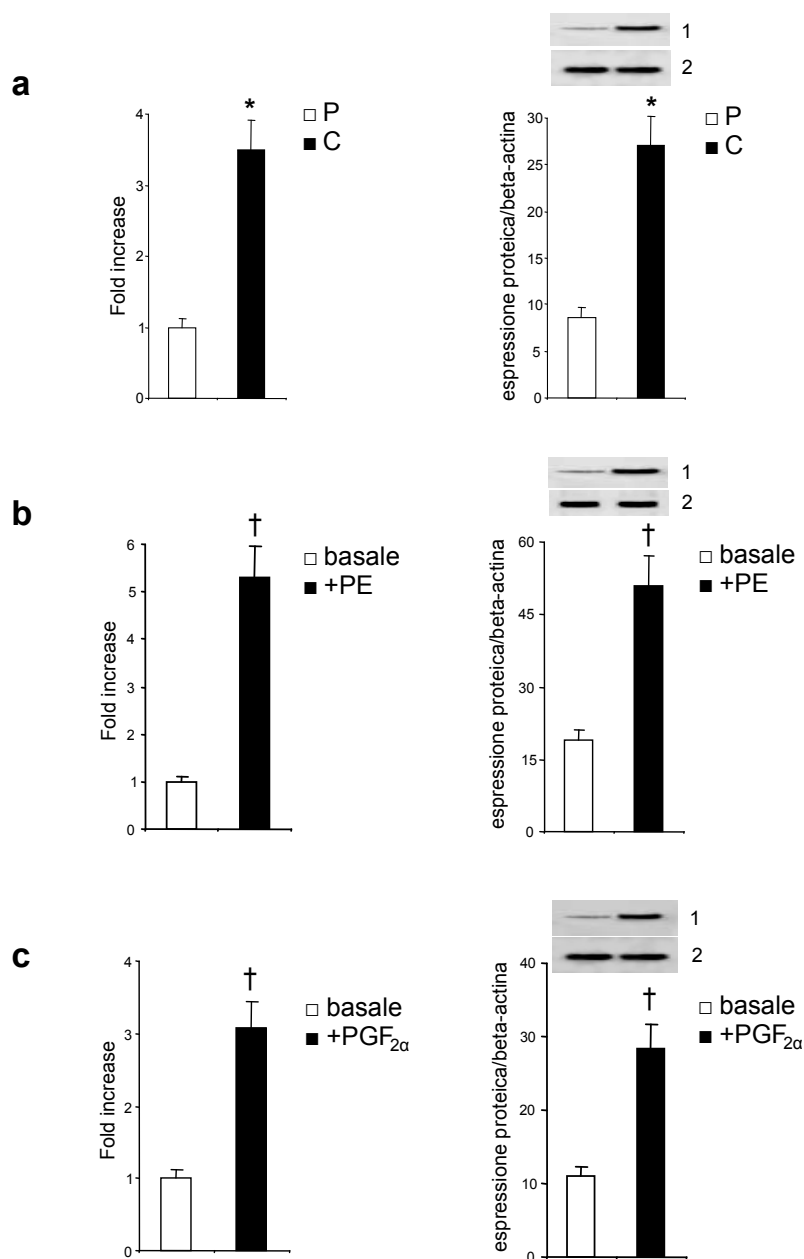 a
1
2
*
P
C
Fold increase
4
3
2
1
0
*
P
C
espressione proteica/beta-actina
30
25
20
15
10
5
0
b
1
2
†
basale
+PE
Fold increase
6
5
4
3
2
1
0
†
basale
+PE
espressione proteica/beta-actina
60
45
30
15
0
c
1
2
†
basale
+PGF2α
Fold increase
4
3
2
1
0
†
basale
+PGF2α
espressione proteica/beta-actina
40
30
20
10
0